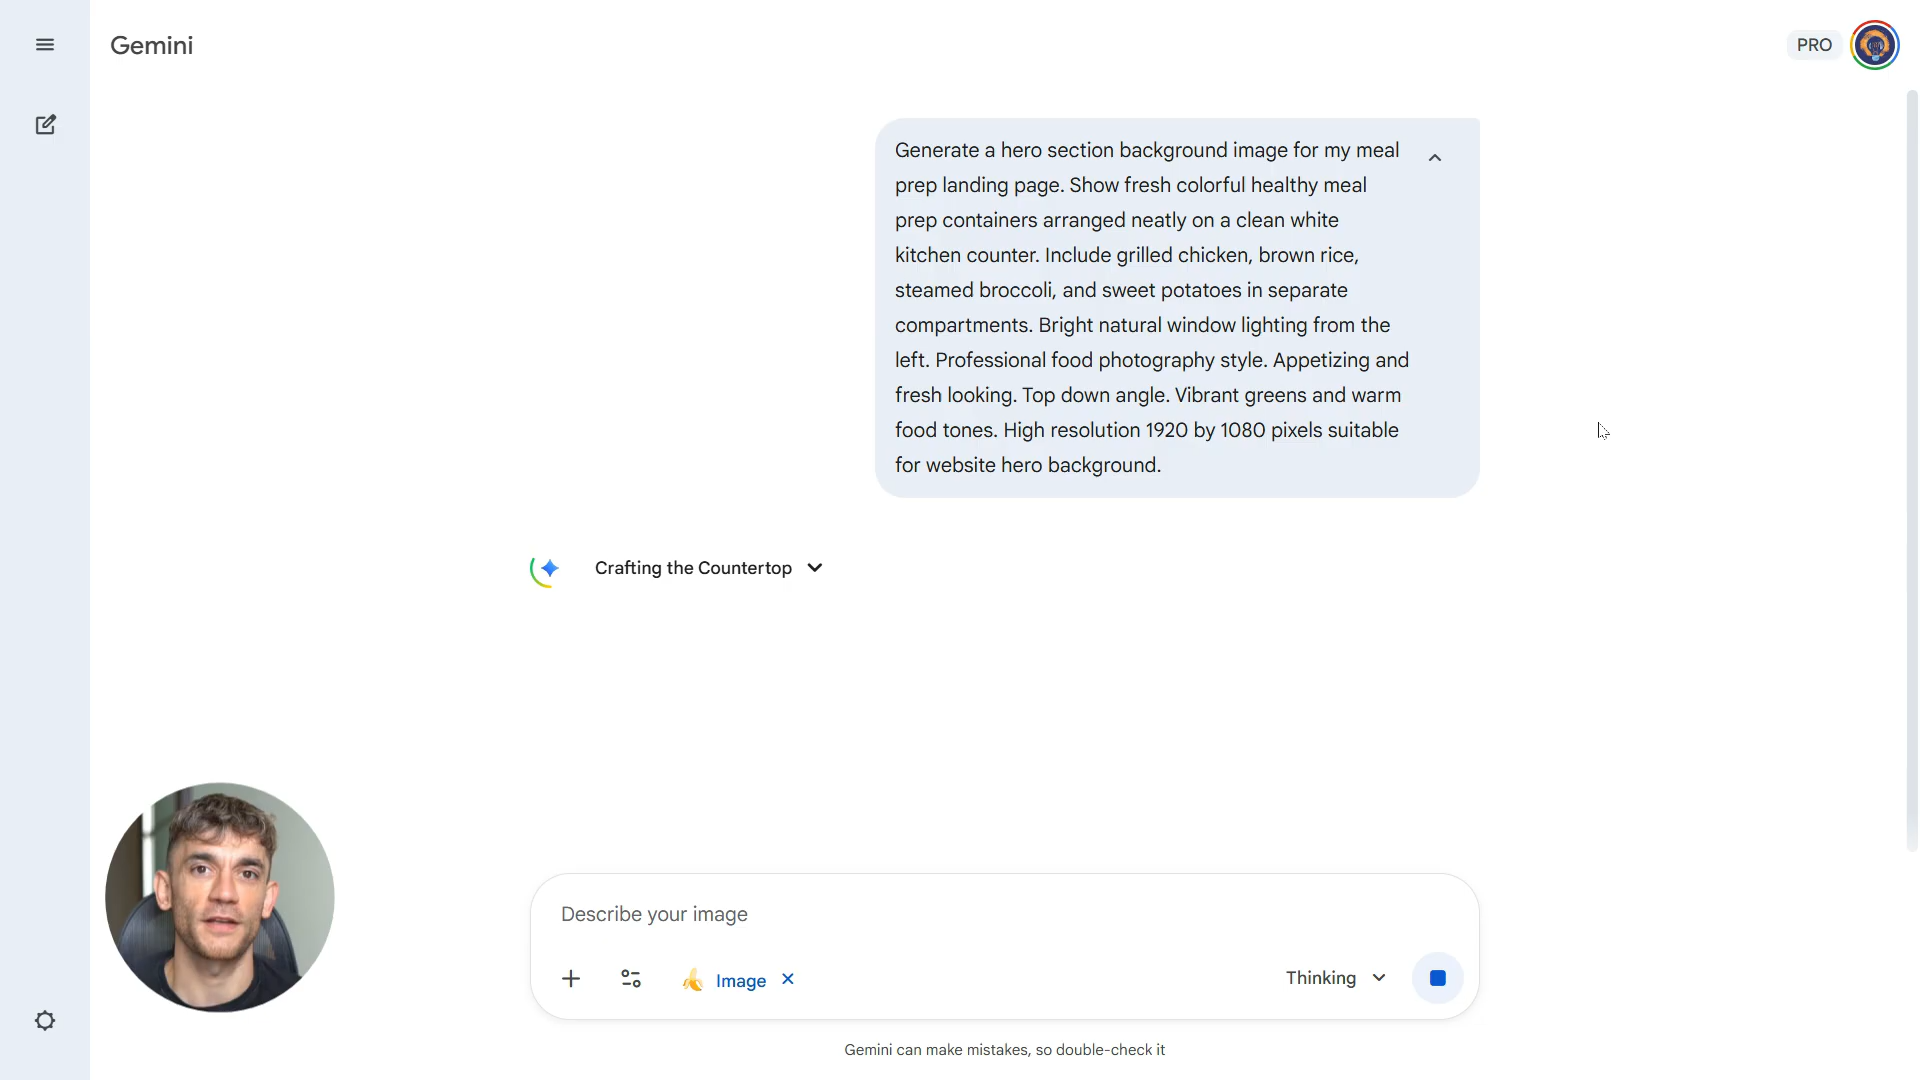 Gemini
PRO
Generate a hero section background image for my meal
prep landing page. Show fresh colorful healthy meal
prep containers arranged neatly on a clean white
kitchen counter. Include grilled chicken, brown rice,
steamed broccoli, and sweet potatoes in separate
compartments. Bright natural window lighting from the
left. Professional food photography style. Appetizing and
fresh looking. Top down angle. Vibrant greens and warm
food tones. High resolution 1920 by 1080 pixels suitable
for website hero background.
Crafting the Countertop
Describe your image
Image
Thinking
Gemini can make mistakes, so double-check it